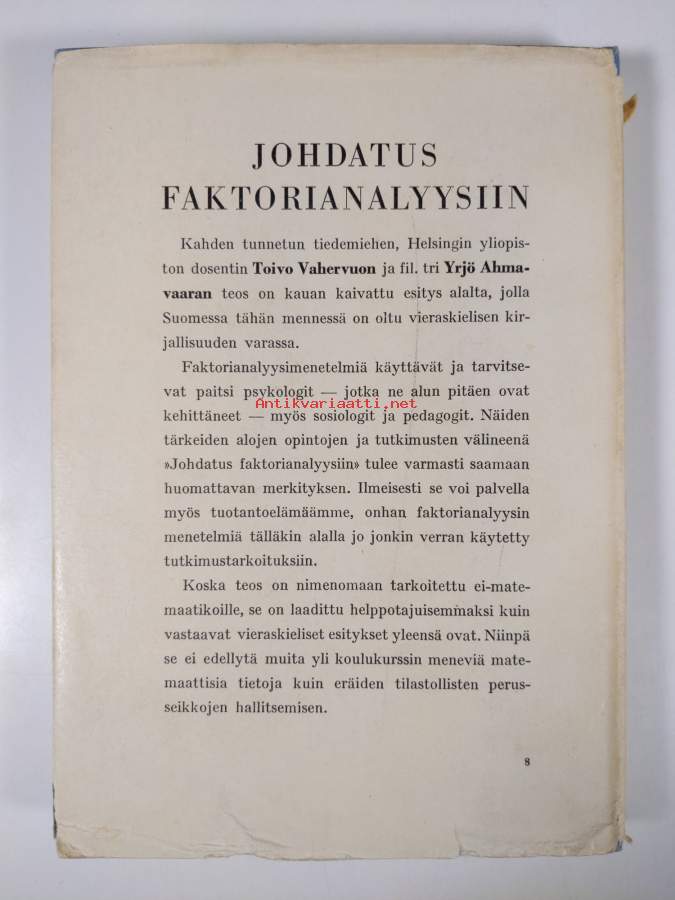 JOHDATUS
FAKTORIANALYYSIIN
Kahden tunnetun tiedemiehen, Helsingin yliopis-
ton dosentin Toivo Vahervuon ja fil. tri Yrjö Ahma-
vaaran teos on kauan kaivattu esitys alalta, jolla
Suomessa tähän mennessä on oltu vieraskielisen kir-
jallisuuden varassa.
Faktorianalyysimenetelmiä käyttävät ja tarvitse-
vat paitsi psykologit — jotka ne alun pitäen ovat
Antikvariaatti.net
kehittäneet — myös sosiologit ja pedagogit. Näiden
tärkeiden alojen opintojen ja tutkimusten välineenä
»Johdatus faktorianalyysiin» tulee varmasti saamaan
huomattavan merkityksen. Ilmeisesti se voi palvella
myös tuotantoelämäämme, onhan faktorianalyysin
menetelmiä tälläkin alalla jo jonkin verran käytetty
tutkimustarkoituksiin.
Koska teos on nimenomaan tarkoitettu ei-mate-
maatikoille, se on laadittu helppotajuisemmaksi kuin
vastaavat vieraskieliset esitykset yleensä ovat. Niinpä
se ei edellytä muita yli koulukurssin meneviä mate-
maattisia tietoja kuin eräiden tilastollisten perus-
seikkojen hallitsemisen.
8